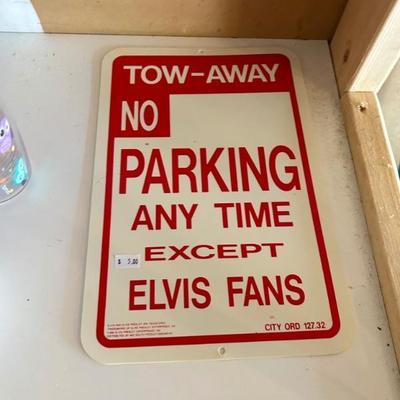 TOW-AWAY
NO
PARKING
ANY TIME
EXCEPT
$ 5.00
ELVIS FANS
CITY ORD 127.32